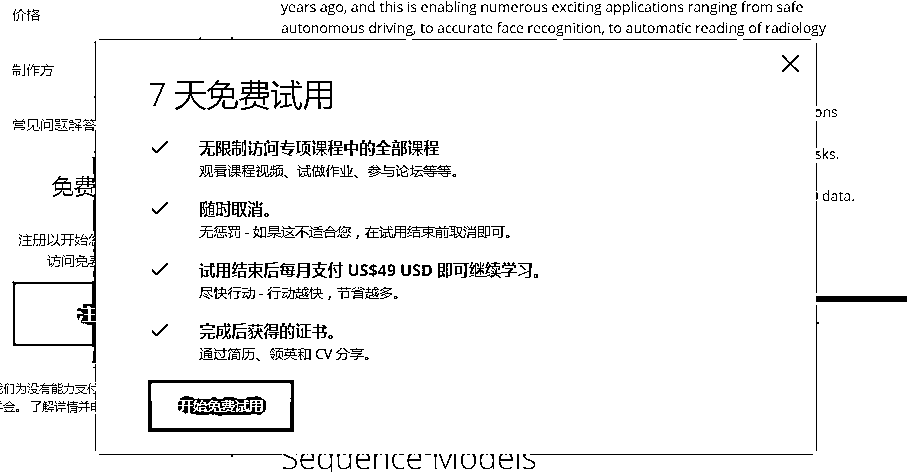 价格
years ago, and this is enabling numerous exciting applications ranging from safe
autonomous driving, to accurate face recognition, to automatic reading of radiology
制作方
7 天免费试用
常见问题解答
ons
无限制访问专项课程中的全部课程
观看课程视频、试做作业、参与论坛等等。
sks.
免费
data.
随时取消。
无惩罚 - 如果这不适合您，在试用结束前取消即可。
注册以开始
访问免
试用结束后每月支付 US$49 USD 即可继续学习。
尽快行动 - 行动越快，节省越多。
完成后获得的证书。
通过简历、领英和 CV 分享。
们为没有能力支付
学会。 了解详情并申
开始免费试用
Sequence Models